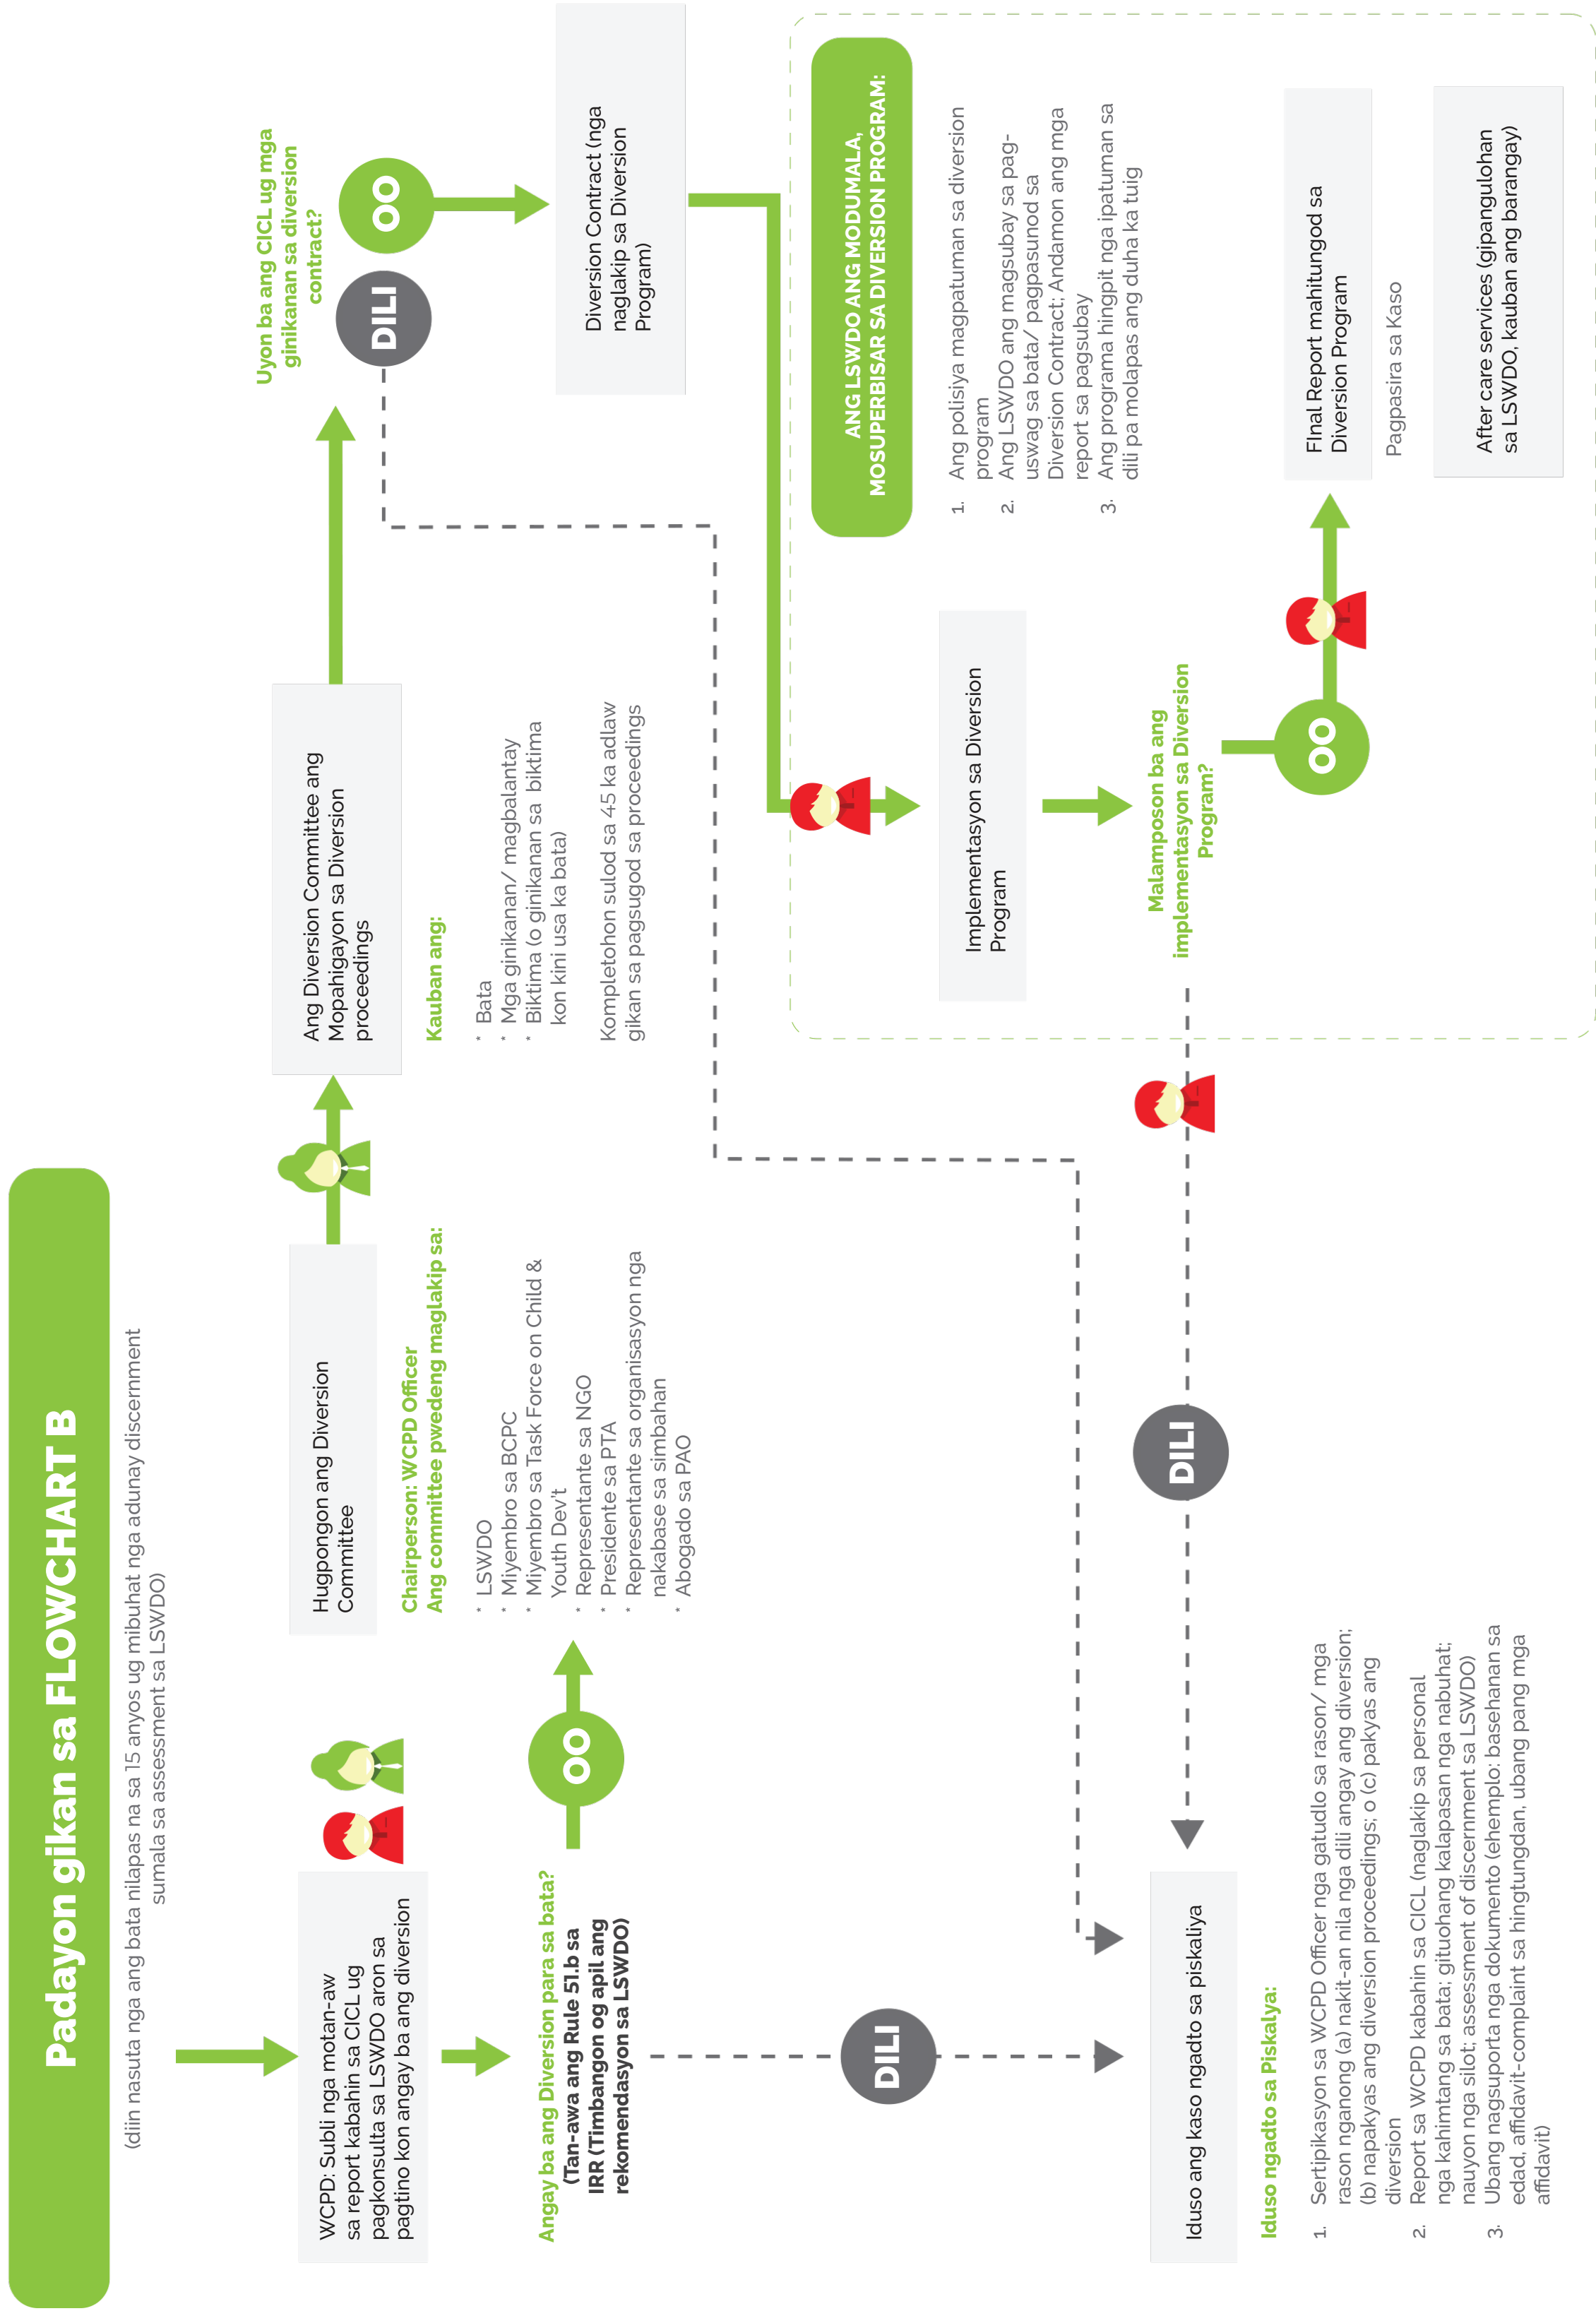 Padayon gikan sa FLOWCHART B
(diin nasuta nga ang bata nilapas na sa 15 anyos ug mibuhat nga adunay discernment
sumala sa assessment sa LSWDO)
WCPD: Subli nga motan-aw
sa report kabahin sa CICL ug
pagkonsulta sa LSWDO aron sa
pagtino kon angay ba ang diversion
Angay ba ang Diversion para sa bata?
(Tan-awa ang Rule 51.b sa
IRR (Timbangon og apil ang
rekomendasyon sa LSWDO)
OO
DILI
Hugpongon ang Diversion
Committee
Chairperson: WCPD Officer
Ang committee pwedeng maglakip sa:
* LSWDO
* Miyembro sa BCPC
* Miyembro sa Task Force on Child &
Youth Dev't
* Representante sa NGO
* Presidente sa PTA
* Representante sa organisasyon nga
nakabase sa simbahan
* Abogado sa PAO
Ang Diversion Committee ang
Mopahigayon sa Diversion
proceedings
Kauban ang:
* Bata
* Mga ginikanan/ magbalantay
* Biktima (o ginikanan sa biktima
kon kini usa ka bata)
Kompletohon sulod sa 45 ka adlaw
gikan sa pagsugod sa proceedings
Uyon ba ang CICL ug mga
ginikanan sa diversion
contract?
DILI
OO
Diversion Contract (nga
naglakip sa Diversion
Program)
ANG LSWDO ANG MODUMALA,
MOSUPERBISAR SA DIVERSION PROGRAM:
1. Ang polisiya magpatuman sa diversion
program
2. Ang LSWDO ang magsubay sa pag-
uswag sa bata/ pagpasunod sa
Diversion Contract; Andamon ang mga
report sa pagsubay
3. Ang programa hingpit nga ipatuman sa
dili pa molapas ang duha ka tuig
Implementasyon sa Diversion
Program
Malamposon ba ang
implementasyon sa Diversion
Program?
OO
FInal Report mahitungod sa
Diversion Program
Pagpasira sa Kaso
After care services (gipangulohan
sa LSWDO, kauban ang barangay)
DILI
Iduso ang kaso ngadto sa piskaliya
Iduso ngadto sa Piskalya:
1. Sertipikasyon sa WCPD Officer nga gatudlo sa rason/ mga
rason nganong (a) nakit-an nila nga dili angay ang diversion;
(b) napakyas ang diversion proceedings; o (c) pakyas ang
diversion
2. Report sa WCPD kabahin sa CICL (naglakip sa personal
nga kahimtang sa bata; gituohang kalapasan nga nabuhat;
nauyon nga silot; assessment of discernment sa LSWDO)
3. Ubang nagsuporta nga dokumento (ehemplo: basehanan sa
edad, affidavit-complaint sa hingtungdan, ubang pang mga
affidavit)